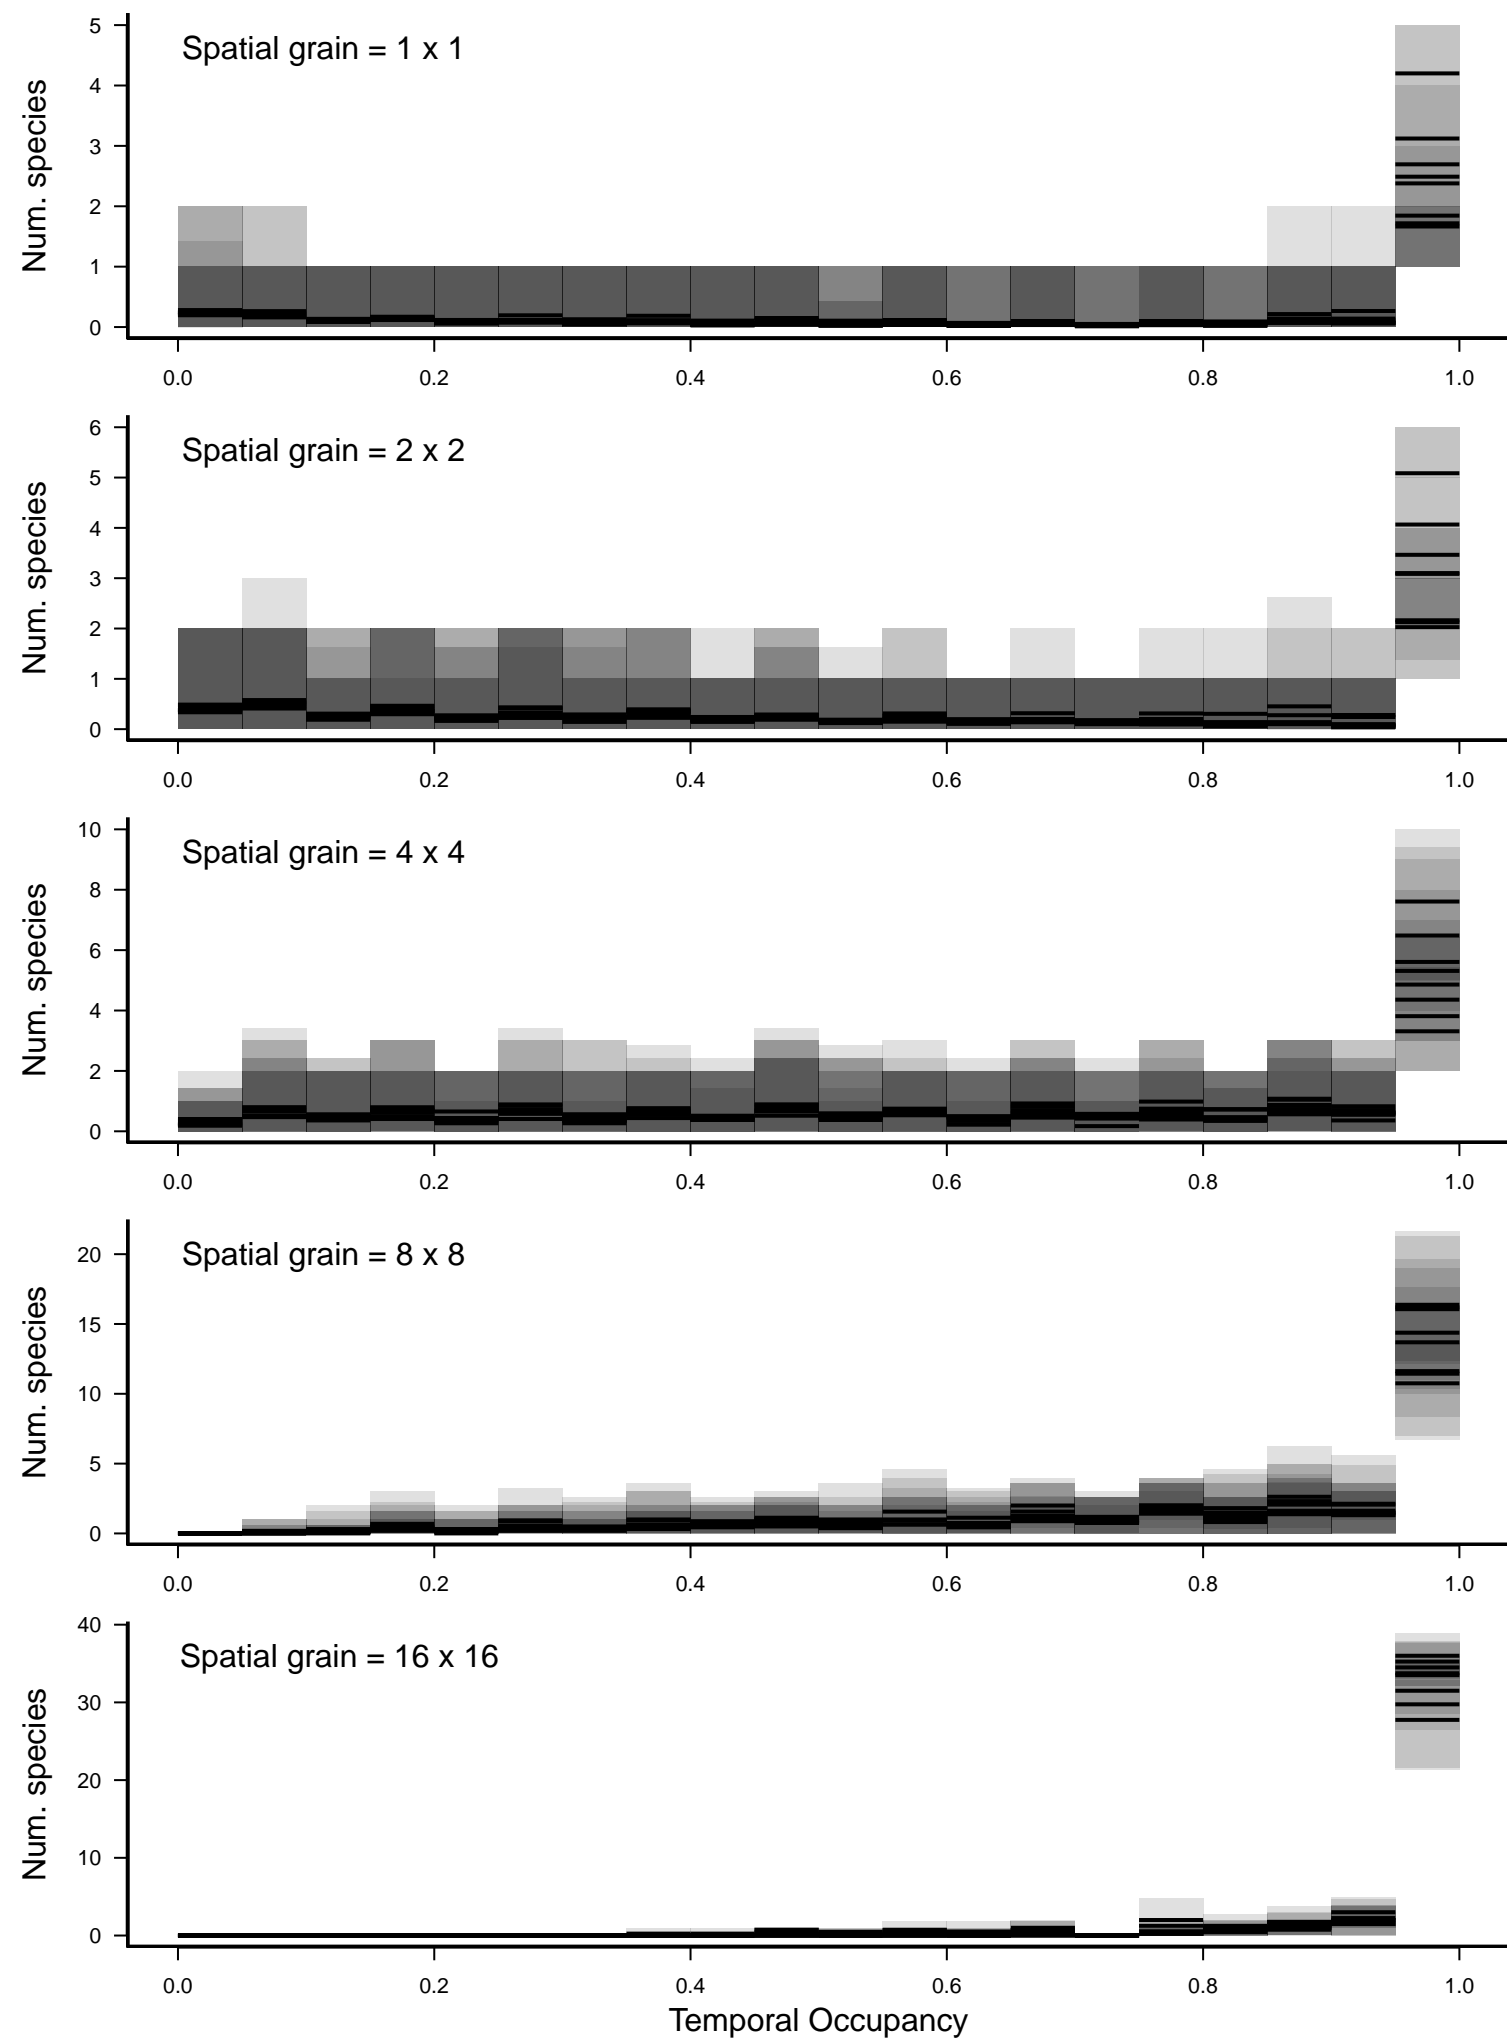 Spatial grain = 1 x 1
Num. species
5
4
3
2
1
0
0.0 0.2 0.4 0.6 0.8 1.0
Spatial grain = 2 x 2
Num. species
6
5
4
3
2
1
0
0.0 0.2 0.4 0.6 0.8 1.0
Spatial grain = 4 x 4
Num. species
10
8
6
4
2
0
0.0 0.2 0.4 0.6 0.8 1.0
Spatial grain = 8 x 8
Num. species
20
15
10
5
0
0.0 0.2 0.4 0.6 0.8 1.0
Spatial grain = 16 x 16
Num. species
40
30
20
10
0
0.0 0.2 0.4 0.6 0.8 1.0
Temporal Occupancy